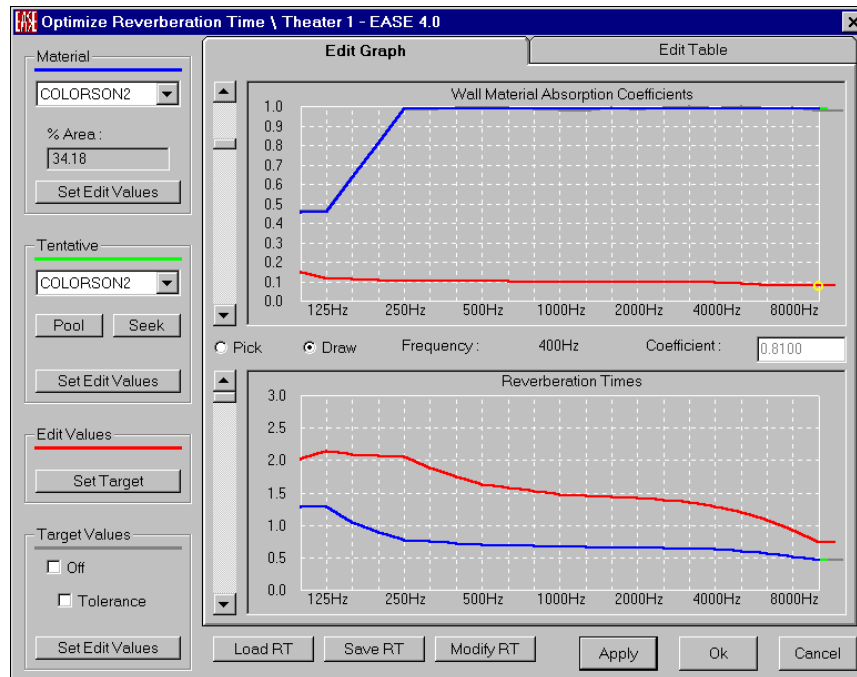 EASE Optimize Reverberation Time \ Theater 1 - EASE 4.0
Material
COLORSON2
% Area :
34.18
Set Edit Values
Tentative
COLORSON2
Pool Seek
Set Edit Values
Edit Values
Set Target
Target Values
Off
Tolerance
Set Edit Values
Edit Graph Edit Table
Wall Material Absorption Coefficients
1.0
0.9
0.8
0.7
0.6
0.5
0.4
0.3
0.2
0.1
0.0
125Hz 250Hz 500Hz 1000Hz 2000Hz 4000Hz 8000Hz
Pick Draw Frequency : 400Hz Coefficient : 0.8100
Reverberation Times
3.0
2.5
2.0
1.5
1.0
0.5
0.0
125Hz 250Hz 500Hz 1000Hz 2000Hz 4000Hz 8000Hz
Load RT Save RT Modify RT Apply Ok Cancel